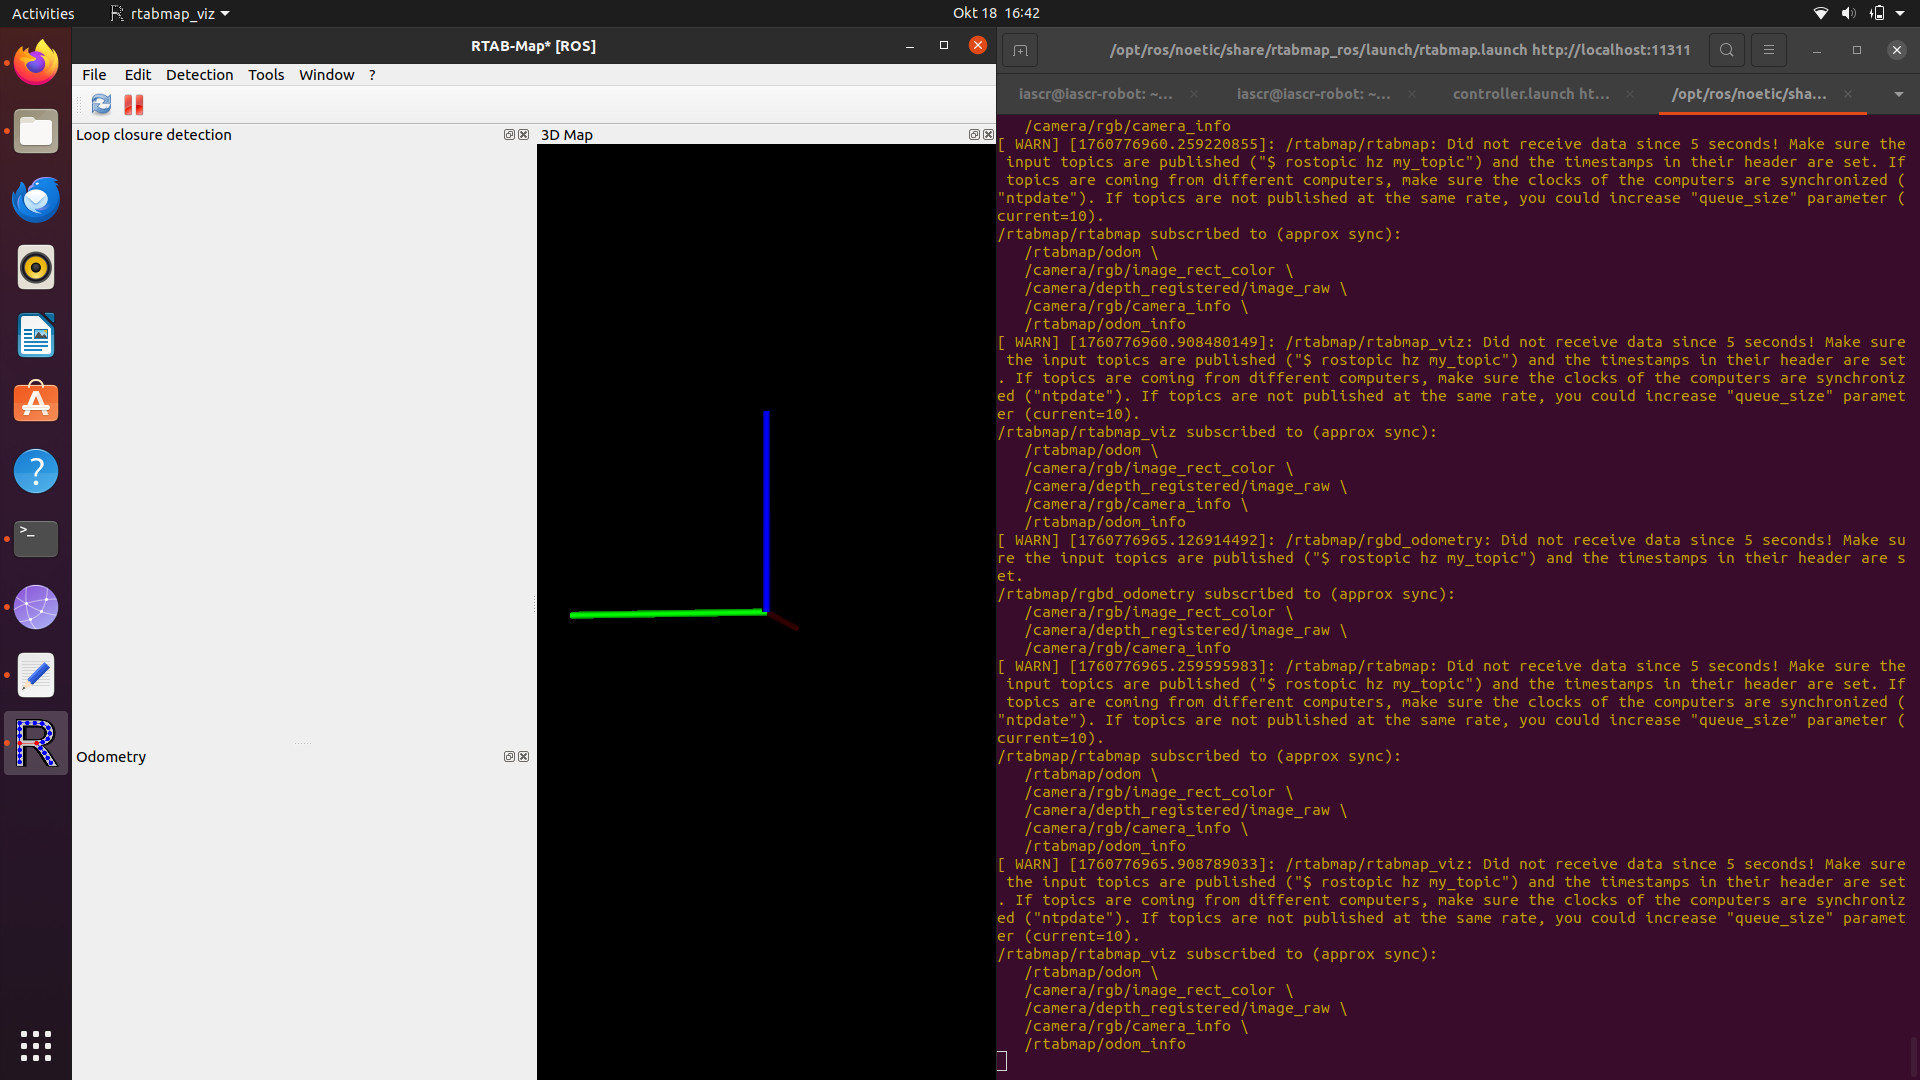 Activities
rtabmap_viz
Okt 18 16:42
RTAB-Map* [ROS]
File Edit Detection Tools Window ?
Loop closure detection
3D Map
Odometry
/opt/ros/noetic/share/rtabmap_ros/launch/rtabmap.launch http://localhost:11311
iascr@iascr-robot: ~...
iascr@iascr-robot: ~...
controller.launch ht...
/opt/ros/noetic/sha...
/camera/rgb/camera_info
[ WARN] [1760776960.259220855]: /rtabmap/rtabmap: Did not receive data since 5 seconds! Make sure the
input topics are published ("$ rostopic hz my_topic") and the timestamps in their header are set. If
topics are coming from different computers, make sure the clocks of the computers are synchronized (
"ntpdate"). If topics are not published at the same rate, you could increase "queue_size" parameter (
current=10).
/rtabmap/rtabmap subscribed to (approx sync):
/rtabmap/odom \
/camera/rgb/image_rect_color \
/camera/depth_registered/image_raw \
/camera/rgb/camera_info \
/rtabmap/odom_info
[ WARN] [1760776960.908480149]: /rtabmap/rtabmap_viz: Did not receive data since 5 seconds! Make sure
the input topics are published ("$ rostopic hz my_topic") and the timestamps in their header are set
. If topics are coming from different computers, make sure the clocks of the computers are synchroniz
ed ("ntpdate"). If topics are not published at the same rate, you could increase "queue_size" paramet
er (current=10).
/rtabmap/rtabmap_viz subscribed to (approx sync):
/rtabmap/odom \
/camera/rgb/image_rect_color \
/camera/depth_registered/image_raw \
/camera/rgb/camera_info \
/rtabmap/odom_info
[ WARN] [1760776965.126914492]: /rtabmap/rgbd_odometry: Did not receive data since 5 seconds! Make su
re the input topics are published ("$ rostopic hz my_topic") and the timestamps in their header are s
et.
/rtabmap/rgbd_odometry subscribed to (approx sync):
/camera/rgb/image_rect_color \
/camera/depth_registered/image_raw \
/camera/rgb/camera_info
[ WARN] [1760776965.259595983]: /rtabmap/rtabmap: Did not receive data since 5 seconds! Make sure the
input topics are published ("$ rostopic hz my_topic") and the timestamps in their header are set. If
topics are coming from different computers, make sure the clocks of the computers are synchronized (
"ntpdate"). If topics are not published at the same rate, you could increase "queue_size" parameter (
current=10).
/rtabmap/rtabmap subscribed to (approx sync):
/rtabmap/odom \
/camera/rgb/image_rect_color \
/camera/depth_registered/image_raw \
/camera/rgb/camera_info \
/rtabmap/odom_info
[ WARN] [1760776965.908789033]: /rtabmap/rtabmap_viz: Did not receive data since 5 seconds! Make sure
the input topics are published ("$ rostopic hz my_topic") and the timestamps in their header are set
. If topics are coming from different computers, make sure the clocks of the computers are synchroniz
ed ("ntpdate"). If topics are not published at the same rate, you could increase "queue_size" paramet
er (current=10).
/rtabmap/rtabmap_viz subscribed to (approx sync):
/rtabmap/odom \
/camera/rgb/image_rect_color \
/camera/depth_registered/image_raw \
/camera/rgb/camera_info \
/rtabmap/odom_info